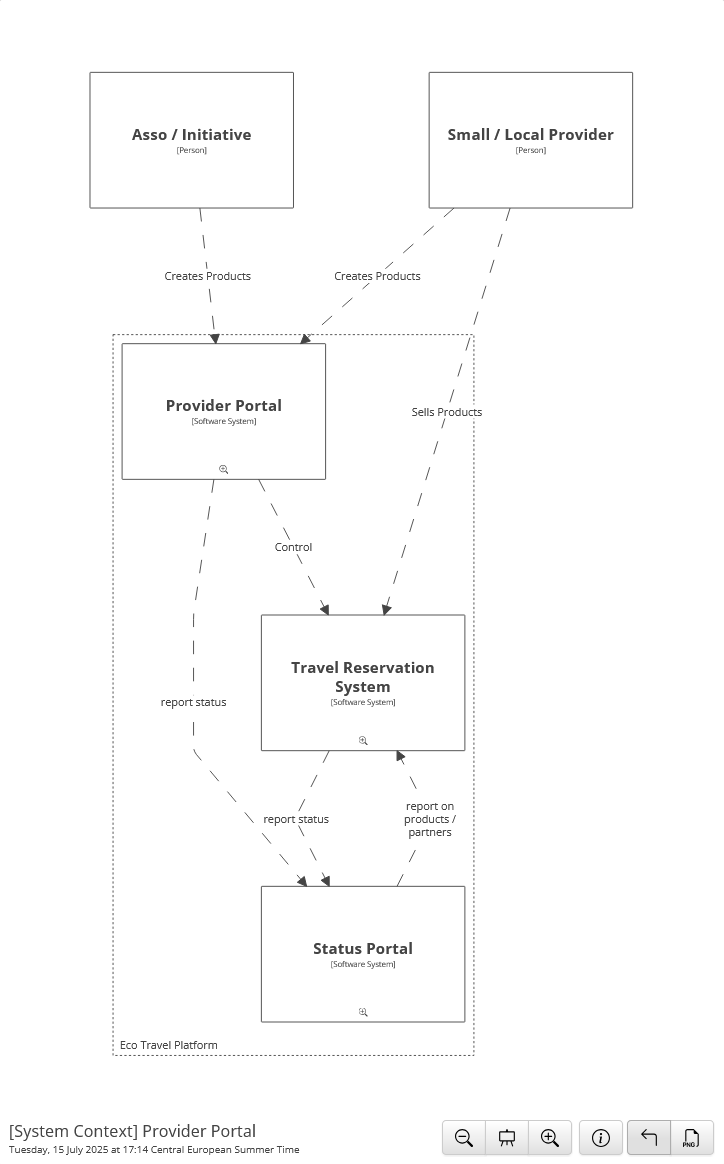 Asso / Initiative
[Person]
Small / Local Provider
[Person]
Creates Products
Creates Products
Provider Portal
[Software System]
Sells Products
Control
Travel Reservation
System
[Software System]
report status
report status
report on
products /
partners
Status Portal
[Software System]
Eco Travel Platform
[System Context] Provider Portal
Tuesday, 15 July 2025 at 17:14 Central European Summer Time
PNG